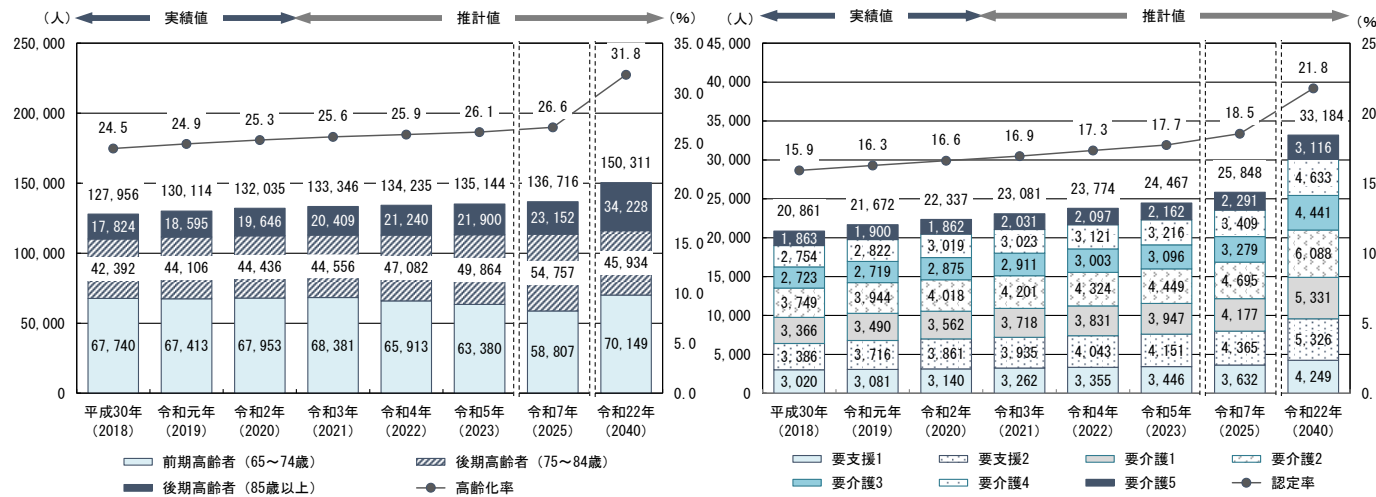 （人） 実績値 推計値 （％）
250,000 35.0
31.8
30.0
200,000
24.5 24.9 25.3 25.6 25.9 26.1 26.6
25.0
150,311
150,000 127,956 130,114 132,035 133,346 134,235 135,144 136,716 20.0
17,824 18,595 19,646 20,409 21,240 21,900 23,152 34,228
100,000 15.0
42,392 44,106 44,436 44,556 47,082 49,864 54,757 45,934
10.0
50,000
67,740 67,413 67,953 68,381 65,913 63,380 58,807 70,149
5.0
0 0.0
平成30年 令和元年 令和2年 令和3年 令和4年 令和5年 令和7年 令和22年
（2018） （2019） （2020） （2021） （2022） （2023） （2025） （2040）
前期高齢者（65～74歳） 後期高齢者（75～84歳）
後期高齢者（85歳以上） 高齢化率
（人） 実績値 推計値 （％
45,000 25
21.8
40,000
35,000 15.9 16.3 16.6 16.9 17.3 17.7 18.5 33,184 20
30,000 3,116
25,000 20,861 21,672 22,337 23,081 23,774 24,467 25,848 4,633 15
20,000 1,863 1,900 1,862 2,031 2,097 2,162 2,291 4,441
2,754 2,822 3,019 3,023 3,121 3,216 3,409
15,000 2,723 2,719 2,875 2,911 3,003 3,096 3,279 6,088 10
10,000 3,749 3,944 4,018 4,201 4,324 4,449 4,695 5,331
3,366 3,490 3,562 3,718 3,831 3,947 4,177
5,000 3,386 3,716 3,861 3,935 4,043 4,151 4,365 5,326 5.
3,020 3,081 3,140 3,262 3,355 3,446 3,632 4,249
0 0.
平成30年 令和元年 令和2年 令和3年 令和4年 令和5年 令和7年 令和22年
（2018） （2019） （2020） （2021） （2022） （2023） （2025） （2040）
要支援1 要支援2 要介護1 要介護2
要介護3 要介護4 要介護5 認定率